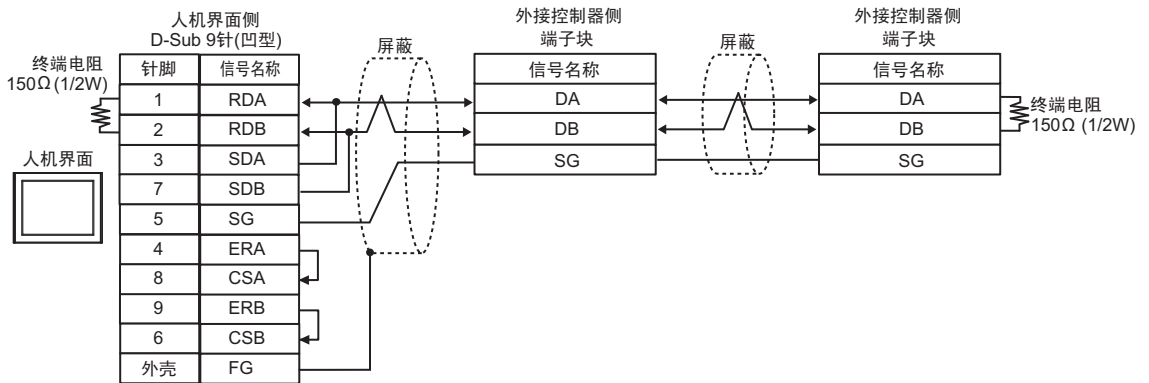 人机界面侧
D-Sub 9针(凹型)
终端电阻
150Ω (1/2W)
针脚 信号名称
1 RDA
2 RDB
3 SDA
7 SDB
5 SG
4 ERA
8 CSA
9 ERB
6 CSB
外壳 FG
人机界面
屏蔽
外接控制器侧
端子块
信号名称
DA
DB
SG
屏蔽
外接控制器侧
端子块
信号名称
DA
DB
SG
终端电阻
150Ω (1/2W)